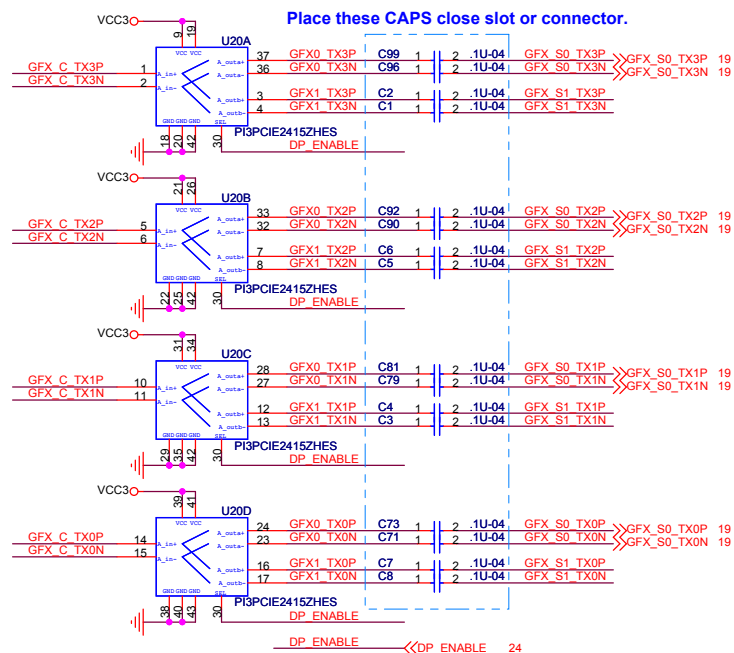 Place these CAPS close slot or connector.
VCC3
9 19
U20A
VCC VCC
GFX_C_TX3P 1 A_in+ A_outa+ 37 GFX0_TX3P C99 1 2 .1U-04 GFX_S0_TX3P GFX_S0_TX3P 19
GFX_C_TX3N 2 A_in- A_outa- 36 GFX0_TX3N C96 1 2 .1U-04 GFX_S0_TX3N GFX_S0_TX3N 19
A_outb+ 3 GFX1_TX3P C2 1 2 .1U-04 GFX_S1_TX3P
A_outb- 4 GFX1_TX3N C1 1 2 .1U-04 GFX_S1_TX3N
GND GND GND SEL
PI3PCIE2415ZHES
18 20 42 30 DP_ENABLE
VCC3
21 26
U20B
VCC VCC
GFX_C_TX2P 5 A_in+ A_outa+ 33 GFX0_TX2P C92 1 2 .1U-04 GFX_S0_TX2P GFX_S0_TX2P 19
GFX_C_TX2N 6 A_in- A_outa- 32 GFX0_TX2N C90 1 2 .1U-04 GFX_S0_TX2N GFX_S0_TX2N 19
A_outb+ 7 GFX1_TX2P C6 1 2 .1U-04 GFX_S1_TX2P
A_outb- 8 GFX1_TX2N C5 1 2 .1U-04 GFX_S1_TX2N
GND GND GND SEL
PI3PCIE2415ZHES
22 25 42 30 DP_ENABLE
VCC3
31 34
U20C
VCC VCC
GFX_C_TX1P 10 A_in+ A_outa+ 28 GFX0_TX1P C81 1 2 .1U-04 GFX_S0_TX1P GFX_S0_TX1P 19
GFX_C_TX1N 11 A_in- A_outa- 27 GFX0_TX1N C79 1 2 .1U-04 GFX_S0_TX1N GFX_S0_TX1N 19
A_outb+ 12 GFX1_TX1P C4 1 2 .1U-04 GFX_S1_TX1P
A_outb- 13 GFX1_TX1N C3 1 2 .1U-04 GFX_S1_TX1N
GND GND GND SEL
PI3PCIE2415ZHES
29 35 42 30 DP_ENABLE
VCC3
39 41
U20D
VCC VCC
GFX_C_TX0P 14 A_in+ A_outa+ 24 GFX0_TX0P C73 1 2 .1U-04 GFX_S0_TX0P GFX_S0_TX0P 19
GFX_C_TX0N 15 A_in- A_outa- 23 GFX0_TX0N C71 1 2 .1U-04 GFX_S0_TX0N GFX_S0_TX0N 19
A_outb+ 16 GFX1_TX0P C7 1 2 .1U-04 GFX_S1_TX0P
A_outb- 17 GFX1_TX0N C8 1 2 .1U-04 GFX_S1_TX0N
GND GND GND SEL
PI3PCIE2415ZHES
38 40 43 30 DP_ENABLE
DP_ENABLE DP_ENABLE 24